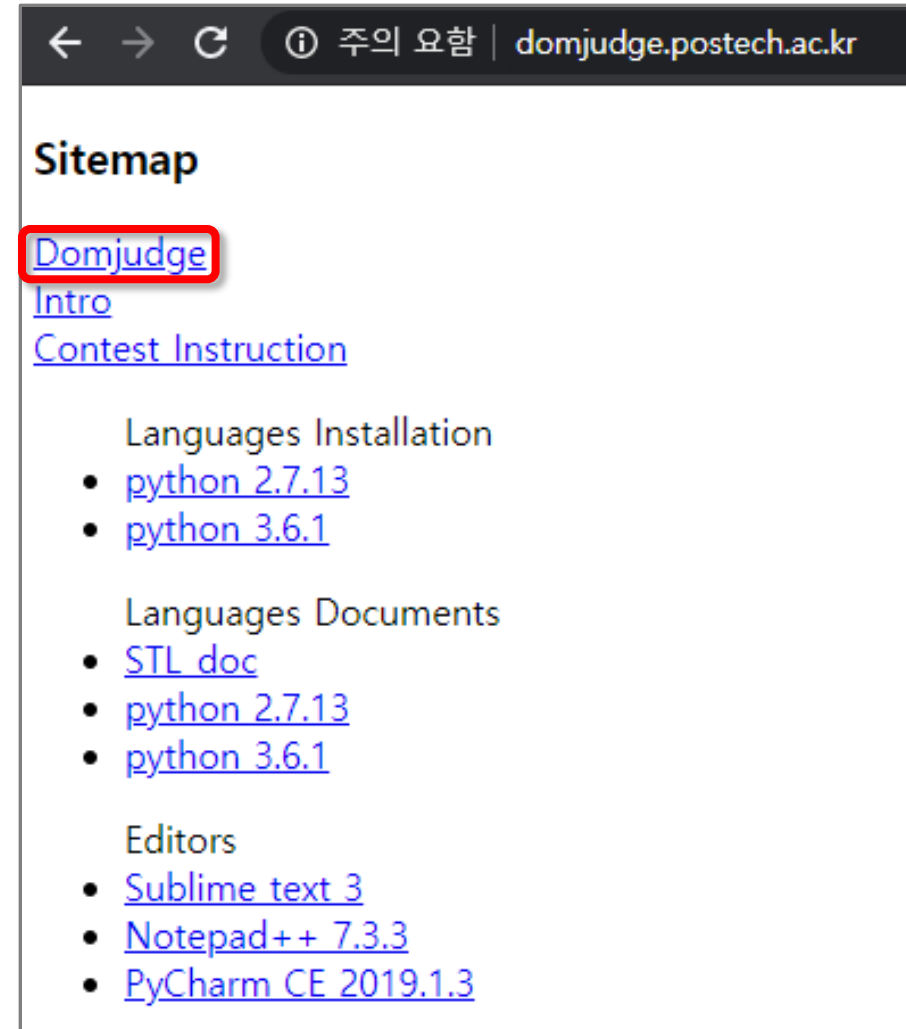 주의 요함 domjudge.postech.ac.kr
Sitemap
Domjudge
Intro
Contest Instruction
Languages Installation
python 2.7.13
python 3.6.1
Languages Documents
STL doc
python 2.7.13
python 3.6.1
Editors
Sublime text 3
Notepad++ 7.3.3
PyCharm CE 2019.1.3